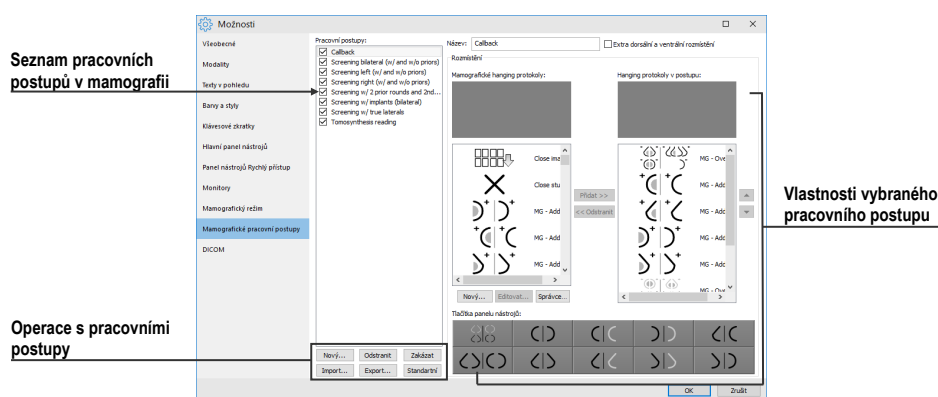 Možnosti
Seznam pracovních
postupů v mamografii
Operace s pracovními
postupy
Všeobecné
Modality
Texty v pohledu
Barvy a styly
Klávesové zkratky
Hlavní panel nástrojů
Panel nástrojů Rychlý přístup
Monitory
Mamografický režim
Mamografické pracovní postupy
DICOM
Pracovní postupy:
Callback
Screening bilateral (w/ and w/o priors)
Screening left (w/ and w/o priors)
Screening right (w/ and w/o priors)
Screening w/ 2 prior rounds and 2nd...
Screening w/ implants (bilateral)
Screening w/ true laterals
Tomosynthesis reading
Nový... Odstranit Zakázat
Import... Export... Standartní
Název: Callback Extra dorsální a ventrální rozmístění
Rozmístění
Mamografické hanging protokoly:
Close ima
Close stu
MG - Add
MG - Add
MG - Add
Nový... Editovat... Správce...
Přidat >>
<< Odstranit
Hanging protokoly v postupu:
MG - Ove
MG - Add
MG - Add
MG - Add
MG - Add
MG - Ove
Tlačítka panelu nástrojů:
OK Zrušit
Vlastnosti vybraného
pracovního postupu